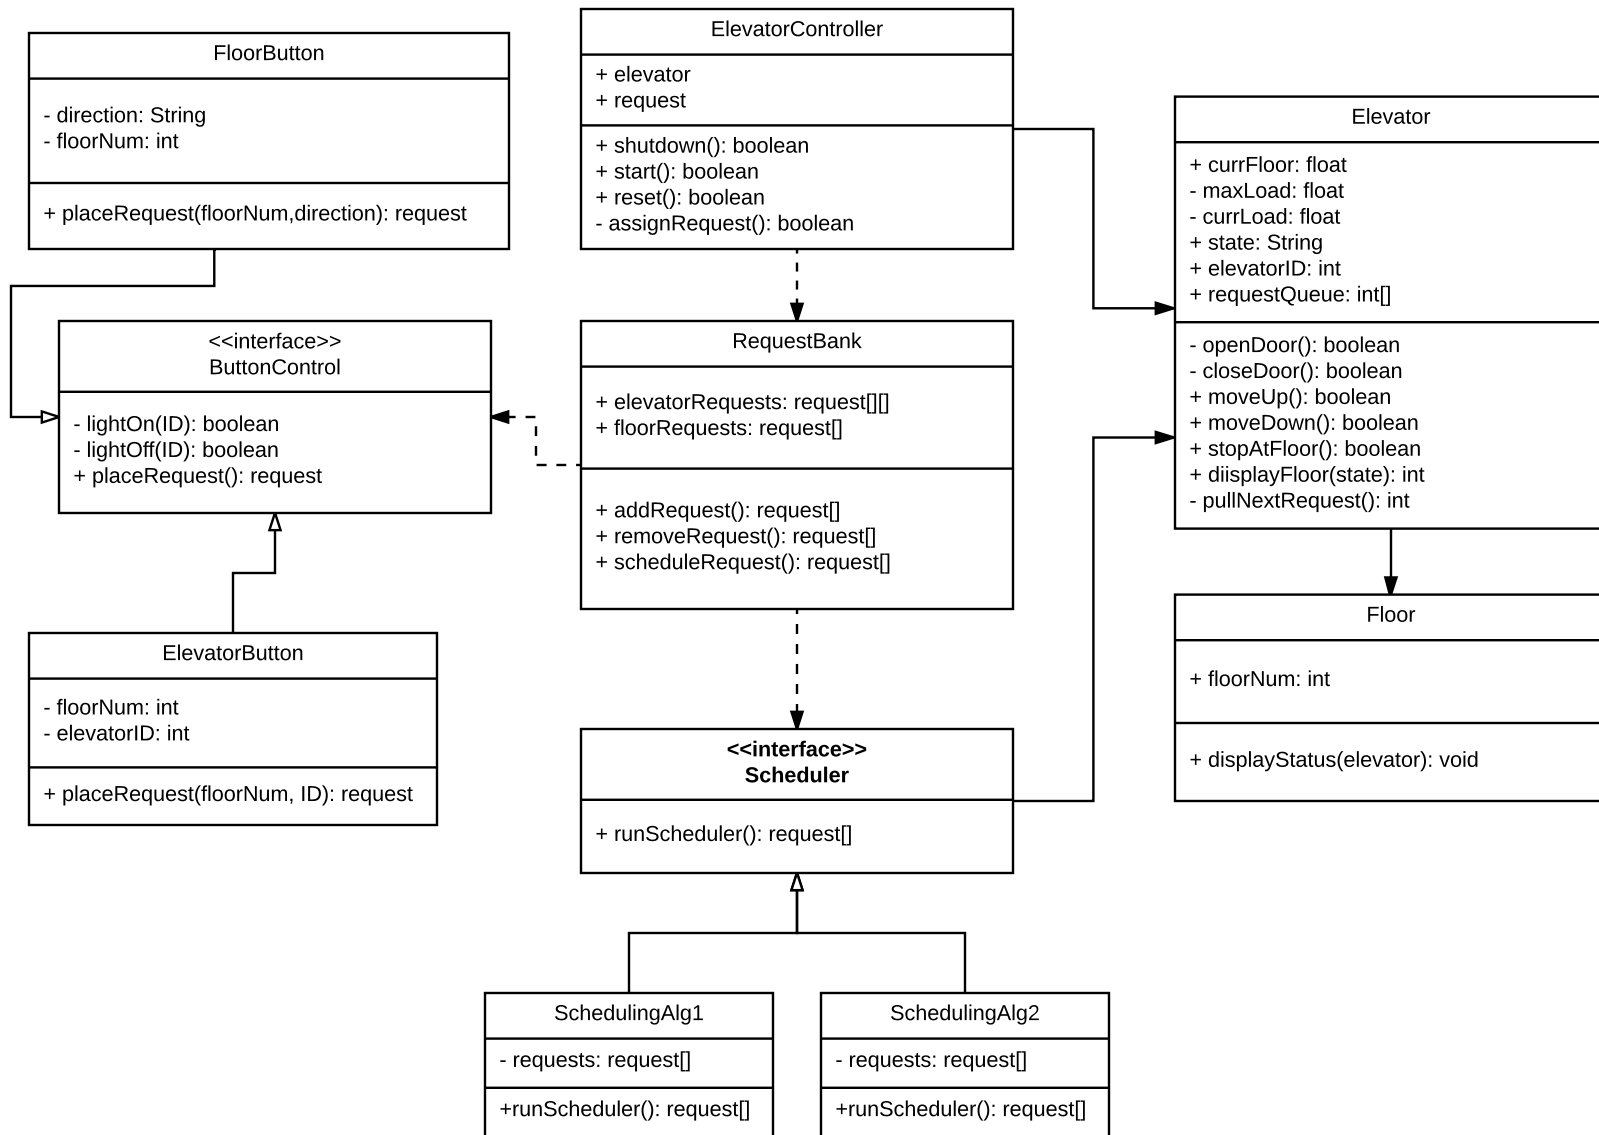 FloorButton
- direction: String
- floorNum: int
+ placeRequest(floorNum,direction): request
ElevatorController
+ elevator
+ request
+ shutdown(): boolean
+ start(): boolean
+ reset(): boolean
- assignRequest(): boolean
Elevator
+ currFloor: float
- maxLoad: float
- currLoad: float
+ state: String
+ elevatorID: int
+ requestQueue: int[]
- openDoor(): boolean
- closeDoor(): boolean
+ moveUp(): boolean
+ moveDown(): boolean
+ stopAtFloor(): boolean
+ diisplayFloor(state): int
- pullNextRequest(): int
<<interface>>
ButtonControl
- lightOn(ID): boolean
- lightOff(ID): boolean
+ placeRequest(): request
RequestBank
+ elevatorRequests: request[][]
+ floorRequests: request[]
+ addRequest(): request[]
+ removeRequest(): request[]
+ scheduleRequest(): request[]
Floor
+ floorNum: int
+ displayStatus(elevator): void
ElevatorButton
- floorNum: int
- elevatorID: int
+ placeRequest(floorNum, ID): request
<<interface>>
Scheduler
+ runScheduler(): request[]
SchedulingAlg1
- requests: request[]
+runScheduler(): request[]
SchedulingAlg2
- requests: request[]
+runScheduler(): request[]